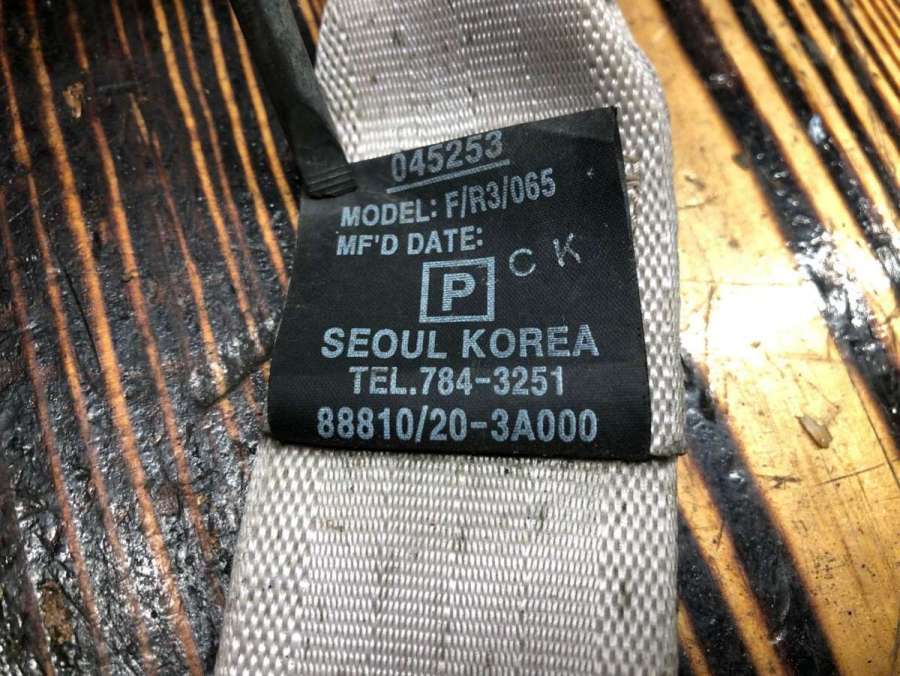 045253
MODEL: F/R3/065
MF'D DATE:
C K
P
SEOUL KOREA
TEL.784-3251
88810/20-3A000